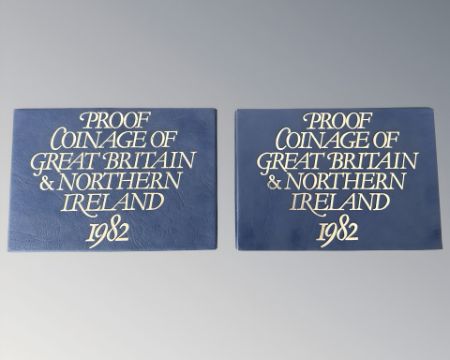 PROOF
COINAGE OF
GREAT BRITAIN
& NORTHERN
IRELAND
1982
PROOF
COINAGE OF
GREAT BRITAIN
& NORTHERN
IRELAND
1982